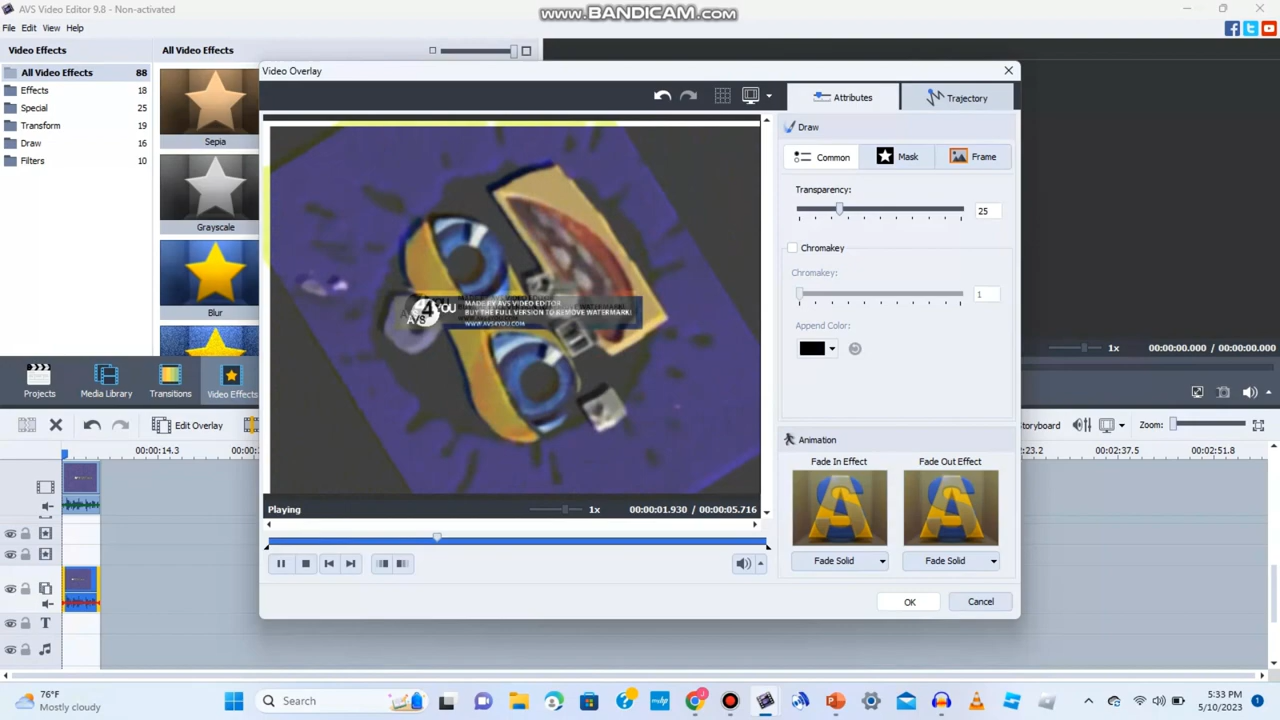 AVS Video Editor 9.8 - Non-activated
WWW.BANDICAM.COM
File Edit View Help
Video Effects
All Video Effects
All Video Effects 88
Effects 18
Special 25
Transform 19
Draw 16
Filters 10
Sepia
Grayscale
Blur
Video Overlay
Attributes
Trajectory
Draw
Common
Mask
Frame
Transparency:
25
Chromakey
Chromakey:
1
Append Color:
AVS4YOU
MADE BY AVS VIDEO EDITOR
BUY THE FULL VERSION TO REMOVE WATERMARK!
WWW.AVS4YOU.COM
Animation
Fade In Effect
Fade Out Effect
Fade Solid
Fade Solid
Playing
1x
00:00:01.930 / 00:00:05.716
OK
Cancel
1x
00:00:00.000 / 00:00:00.000
Projects
Media Library
Transitions
Video Effects
Edit Overlay
Zoom:
00:00:14.3
00:02:37.5
00:02:51.8
76°F
Mostly cloudy
Search
5:33 PM
5/10/2023
1